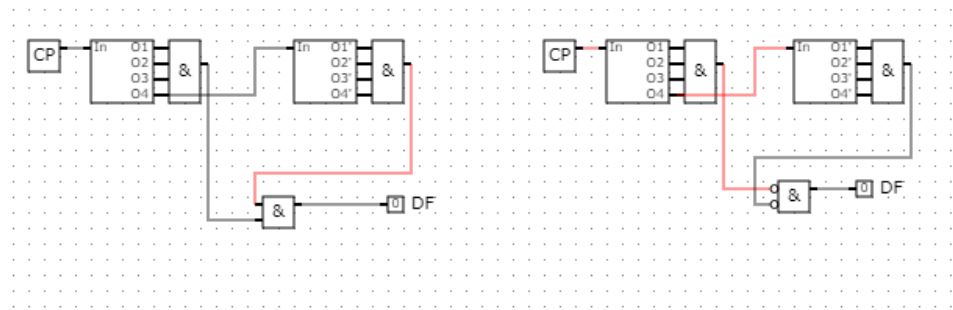 CP
In O1
O2
O3
O4
&
In O1'
O2'
O3'
O4'
&
&
0 DF
CP
In O1
O2
O3
O4
&
In O1'
O2'
O3'
O4'
&
&
0 DF